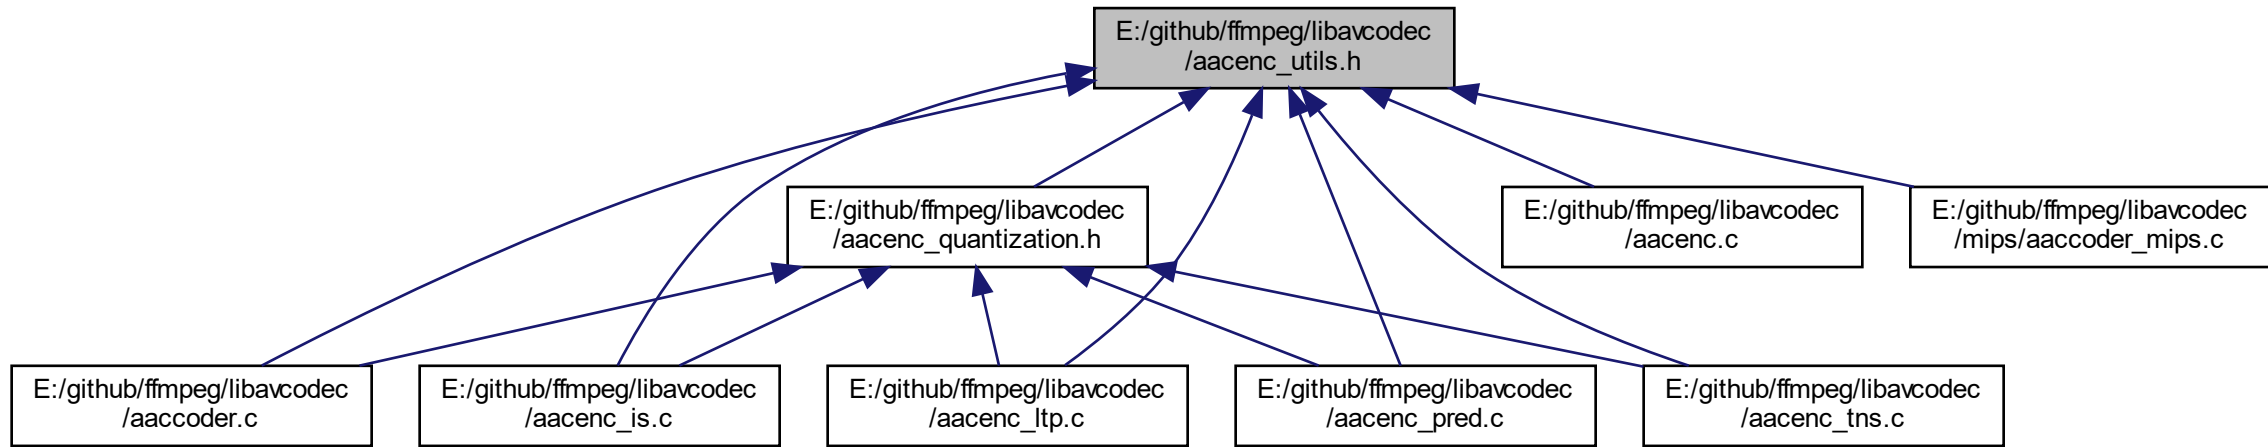 E:/github/ffmpeg/libavcodec
/aacenc_utils.h
E:/github/ffmpeg/libavcodec
/aacenc_quantization.h
E:/github/ffmpeg/libavcodec
/aacenc.c
E:/github/ffmpeg/libavcodec
/mips/aaccoder_mips.c
E:/github/ffmpeg/libavcodec
/aaccoder.c
E:/github/ffmpeg/libavcodec
/aacenc_is.c
E:/github/ffmpeg/libavcodec
/aacenc_ltp.c
E:/github/ffmpeg/libavcodec
/aacenc_pred.c
E:/github/ffmpeg/libavcodec
/aacenc_tns.c